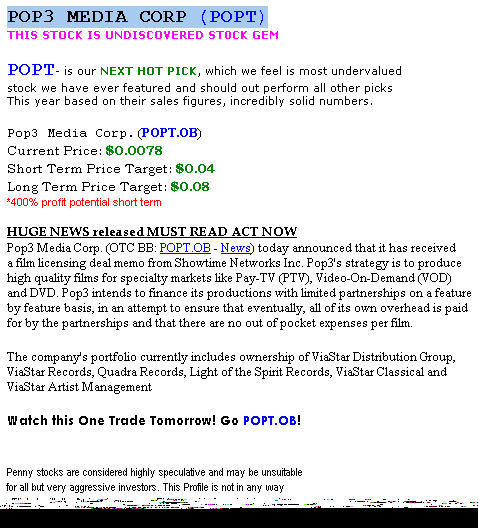 POP3 MEDIA CORP (POPT)
THIS STOCK IS UNDISCOVERED STOCK GEM
POPT- is our NEXT HOT PICK, which we feel is most undervalued
stock we have ever featured and should out perform all other picks
This year based on their sales figures, incredibly solid numbers.
Pop3 Media Corp. (POPT.OB)
Current Price: $0.0078
Short Term Price Target: $0.04
Long Term Price Target: $0.08
*400% profit potential short term
HUGE NEWS released MUST READ ACT NOW
Pop3 Media Corp. (OTC BB: POPT.OB - News) today announced that it has received
a film licensing deal memo from Showtime Networks Inc. Pop3's strategy is to produce
high quality films for specialty markets like Pay-TV (PTV), Video-On-Demand (VOD)
and DVD. Pop3 intends to finance its productions with limited partnerships on a feature
by feature basis, in an attempt to ensure that eventually, all of its own overhead is paid
for by the partnerships and that there are no out of pocket expenses per film.
The company's portfolio currently includes ownership of ViaStar Distribution Group,
ViaStar Records, Quadra Records, Light of the Spirit Records, ViaStar Classical and
ViaStar Artist Management
Watch this One Trade Tomorrow! Go POPT.OB!
Penny stocks are considered highly speculative and may be unsuitable
for all but very aggressive investors. This Profile is not in any way